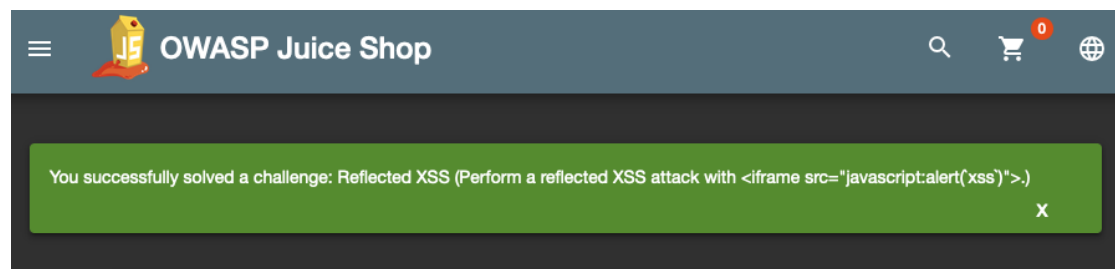 JS
OWASP Juice Shop
0
You successfully solved a challenge: Reflected XSS (Perform a reflected XSS attack with <iframe src="javascript:alert(`xss`)">.)
X